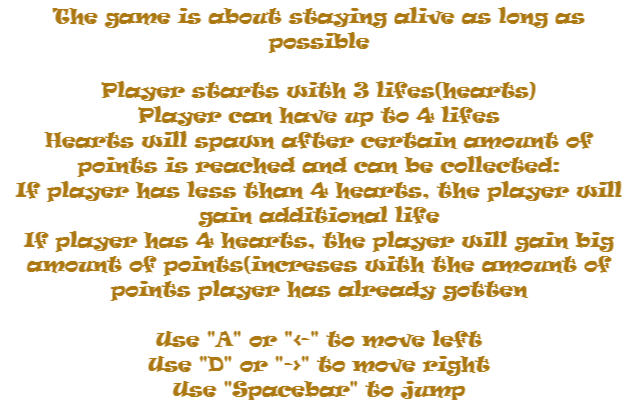 The game is about staying alive as long as
possible
Player starts with 3 lifes(hearts)
Player can have up to 4 lifes
Hearts will spawn after certain amount of
points is reached and can be collected:
If player has less than 4 hearts, the player will
gain additional life
If player has 4 hearts, the player will gain big
amount of points(increses with the amount of
points player has already gotten
Use "A" or "<-" to move left
Use "D" or "->" to move right
Use "Spacebar" to jump